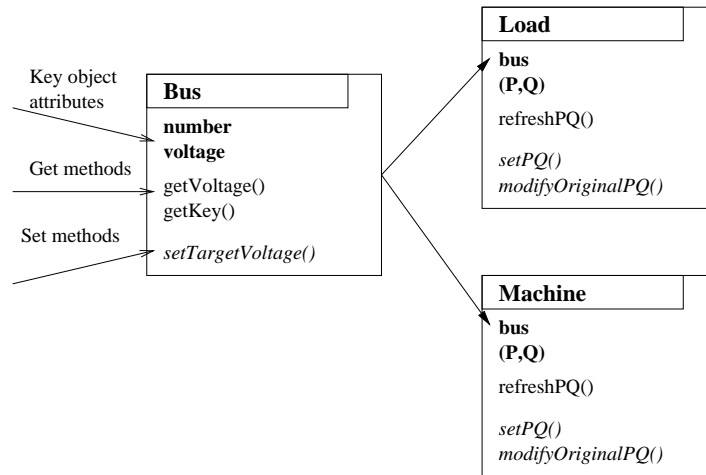 Key object
attributes
Get methods
Set methods
Bus
number
voltage
getVoltage()
getKey()
setTargetVoltage()
Load
bus
(P,Q)
refreshPQ()
setPQ()
modifyOriginalPQ()
Machine
bus
(P,Q)
refreshPQ()
setPQ()
modifyOriginalPQ()